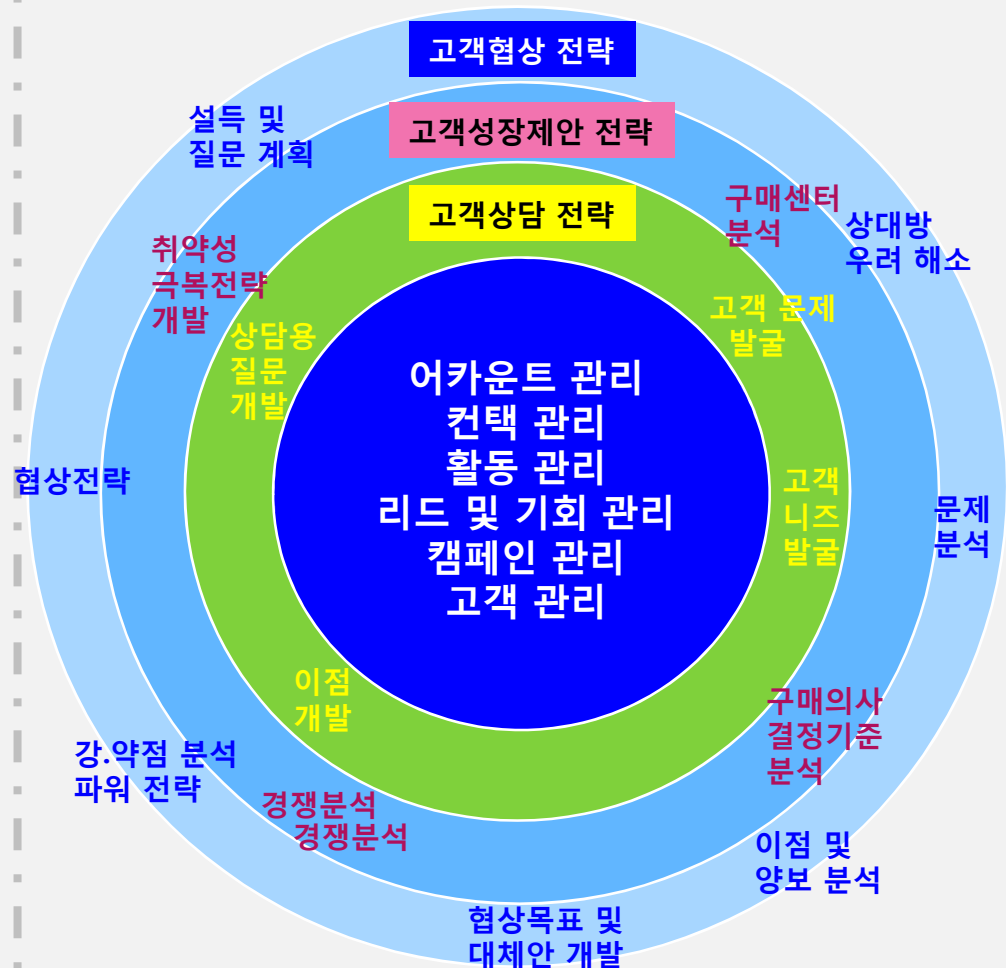 고객협상 전략
고객성장제안 전략
고객상담 전략
설득 및
질문 계획
구매센터
분석
상대방
우려 해소
취약성
극복전략
개발
고객 문제
발굴
상담용
질문
개발
어카운트 관리
컨택 관리
활동 관리
리드 및 기회 관리
캠페인 관리
고객 관리
협상전략
고객
니즈
발굴
문제
분석
이점
개발
구매의사
결정기준
분석
강.약점 분석
파워 전략
경쟁분석
경쟁분석
이점 및
양보 분석
협상목표 및
대체안 개발